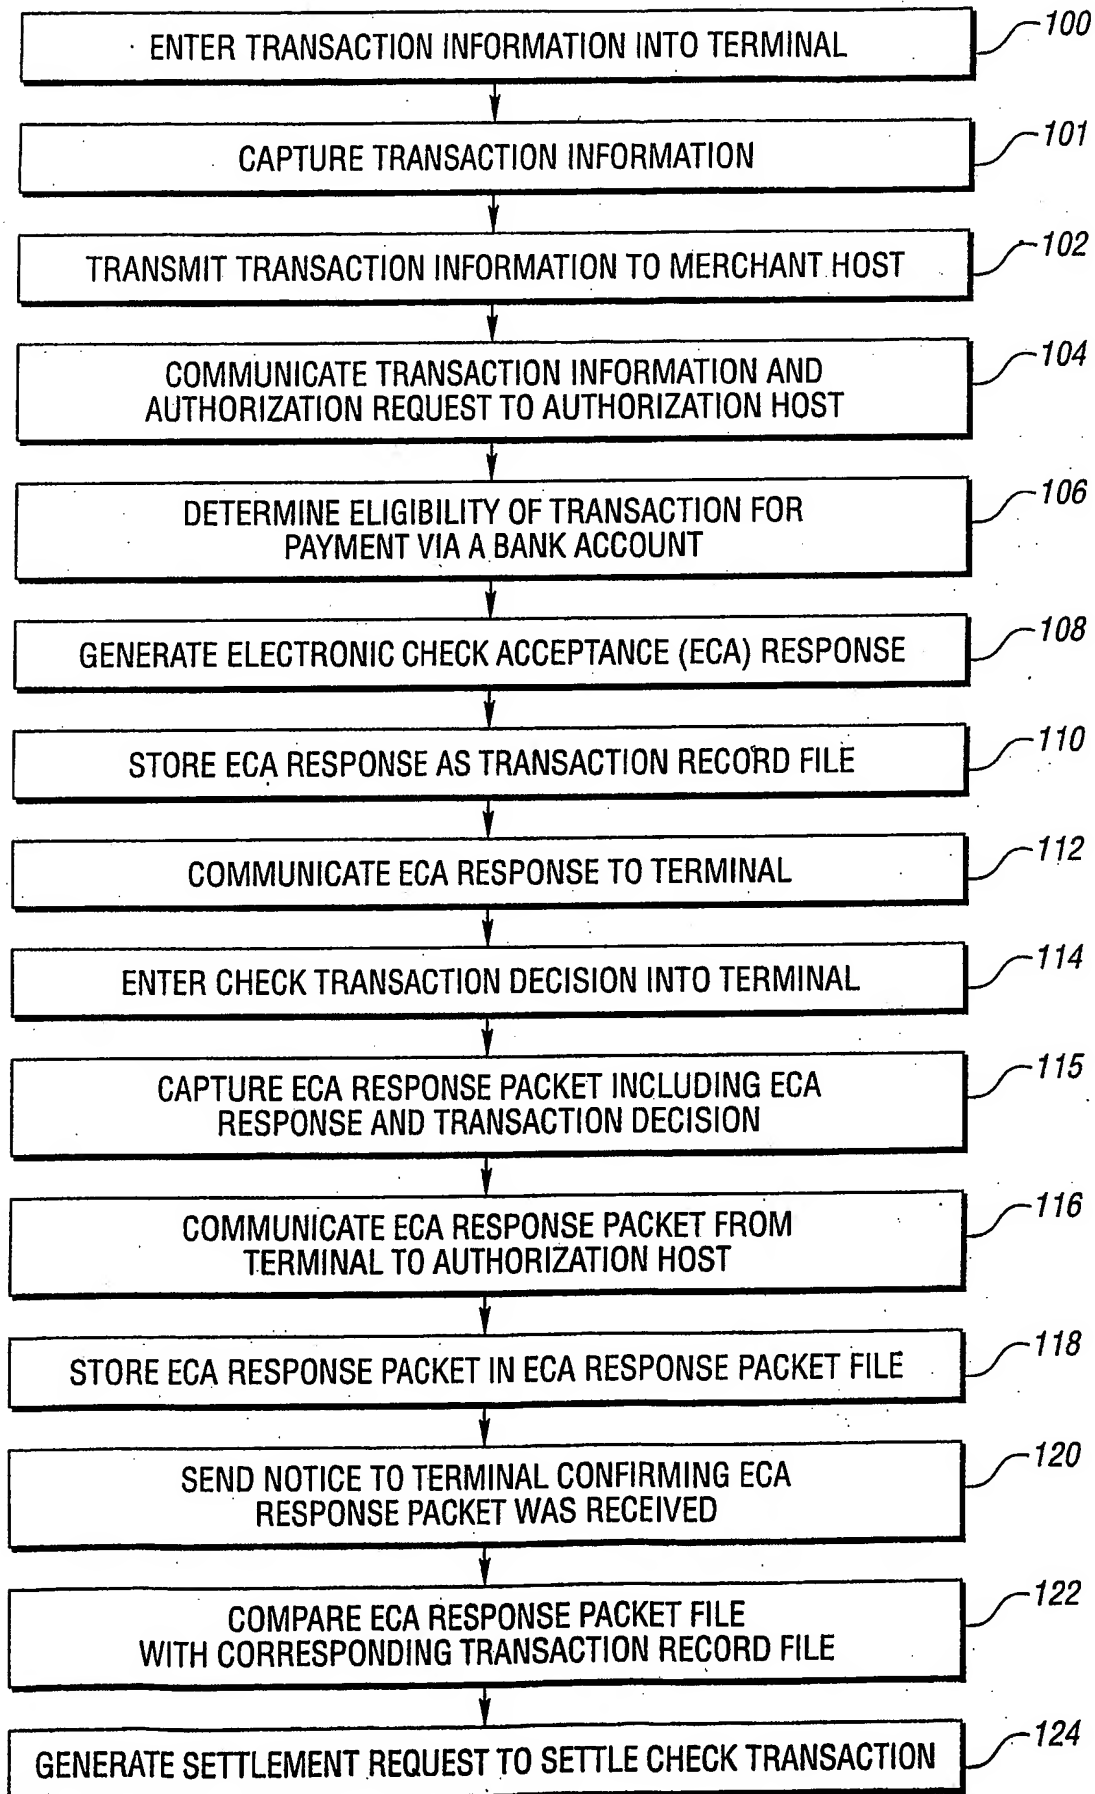 ENTER TRANSACTION INFORMATION INTO TERMINAL
100
CAPTURE TRANSACTION INFORMATION
101
TRANSMIT TRANSACTION INFORMATION TO MERCHANT HOST
102
COMMUNICATE TRANSACTION INFORMATION AND
AUTHORIZATION REQUEST TO AUTHORIZATION HOST
104
DETERMINE ELIGIBILITY OF TRANSACTION FOR
PAYMENT VIA A BANK ACCOUNT
106
GENERATE ELECTRONIC CHECK ACCEPTANCE (ECA) RESPONSE
108
STORE ECA RESPONSE AS TRANSACTION RECORD FILE
110
COMMUNICATE ECA RESPONSE TO TERMINAL
112
ENTER CHECK TRANSACTION DECISION INTO TERMINAL
114
CAPTURE ECA RESPONSE PACKET INCLUDING ECA
RESPONSE AND TRANSACTION DECISION
115
COMMUNICATE ECA RESPONSE PACKET FROM
TERMINAL TO AUTHORIZATION HOST
116
STORE ECA RESPONSE PACKET IN ECA RESPONSE PACKET FILE
118
SEND NOTICE TO TERMINAL CONFIRMING ECA
RESPONSE PACKET WAS RECEIVED
120
COMPARE ECA RESPONSE PACKET FILE
WITH CORRESPONDING TRANSACTION RECORD FILE
122
GENERATE SETTLEMENT REQUEST TO SETTLE CHECK TRANSACTION
124